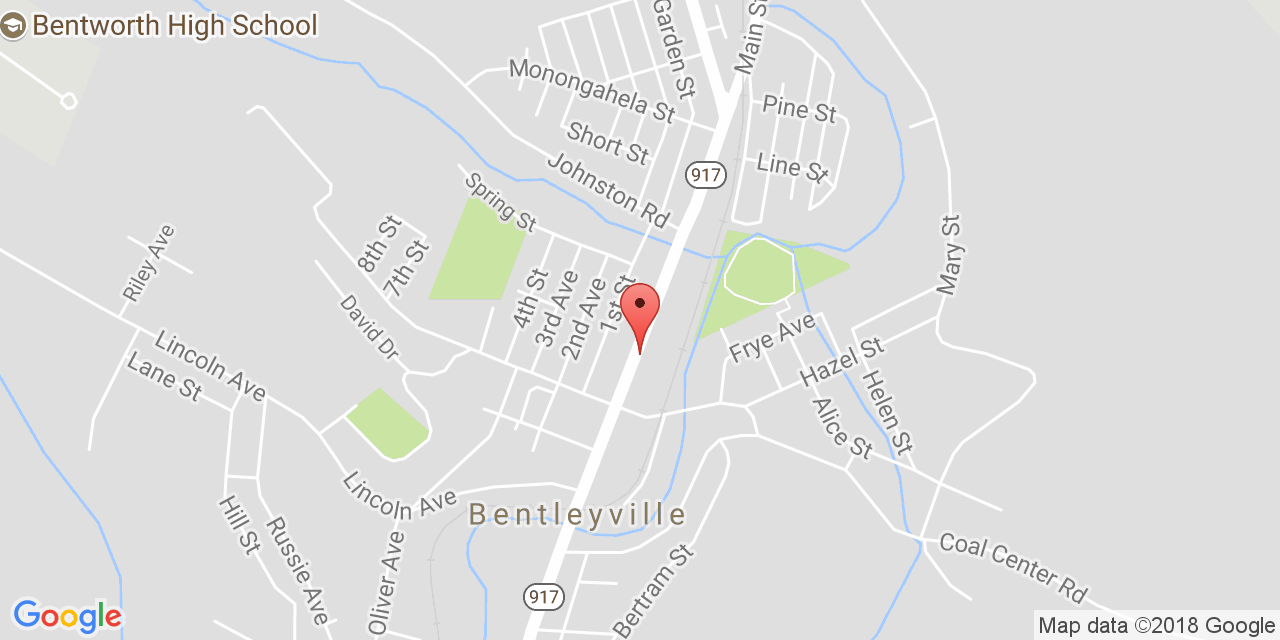 Bentworth High School
Garden St
Main St
Monongahela St
Pine St
Short St
Line St
917
Johnston Rd
Spring St
8th St
7th St
Riley Ave
Mary St
4th St
3rd Ave
2nd Ave
1st St
David Dr
Frye Ave
Lincoln Ave
Lane St
Hazel St
Helen St
Alice St
Lincoln Ave
Bentleyville
Hill St
Russie Ave
Oliver Ave
Coal Center Rd
Bertram St
917
Google
Map data ©2018 Google